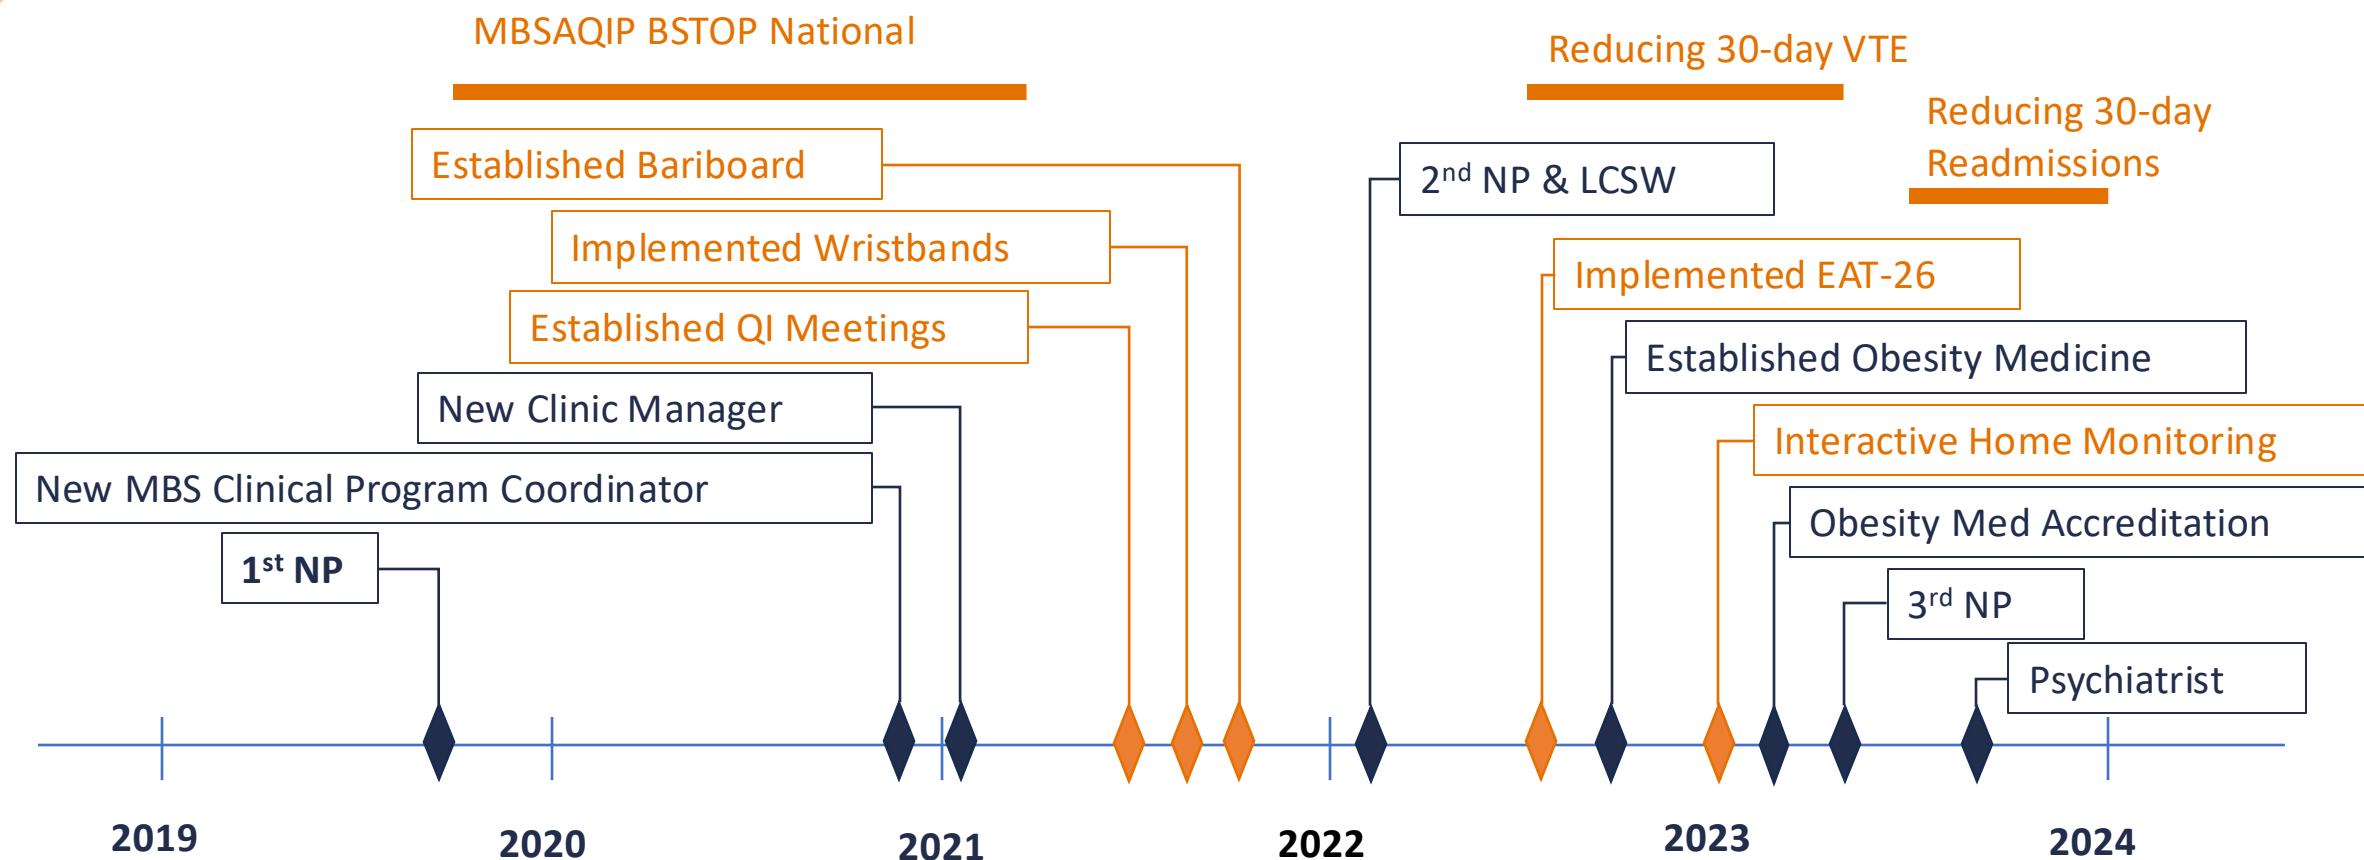 MBSAQIP BSTOP National
Reducing 30-day VTE
Reducing 30-day
Readmissions
Established Bariboard
2nd NP & LCSW
Implemented Wristbands
Implemented EAT-26
Established QI Meetings
Established Obesity Medicine
New Clinic Manager
Interactive Home Monitoring
New MBS Clinical Program Coordinator
Obesity Med Accreditation
1st NP
3rd NP
Psychiatrist
2019
2020
2021
2022
2023
2024